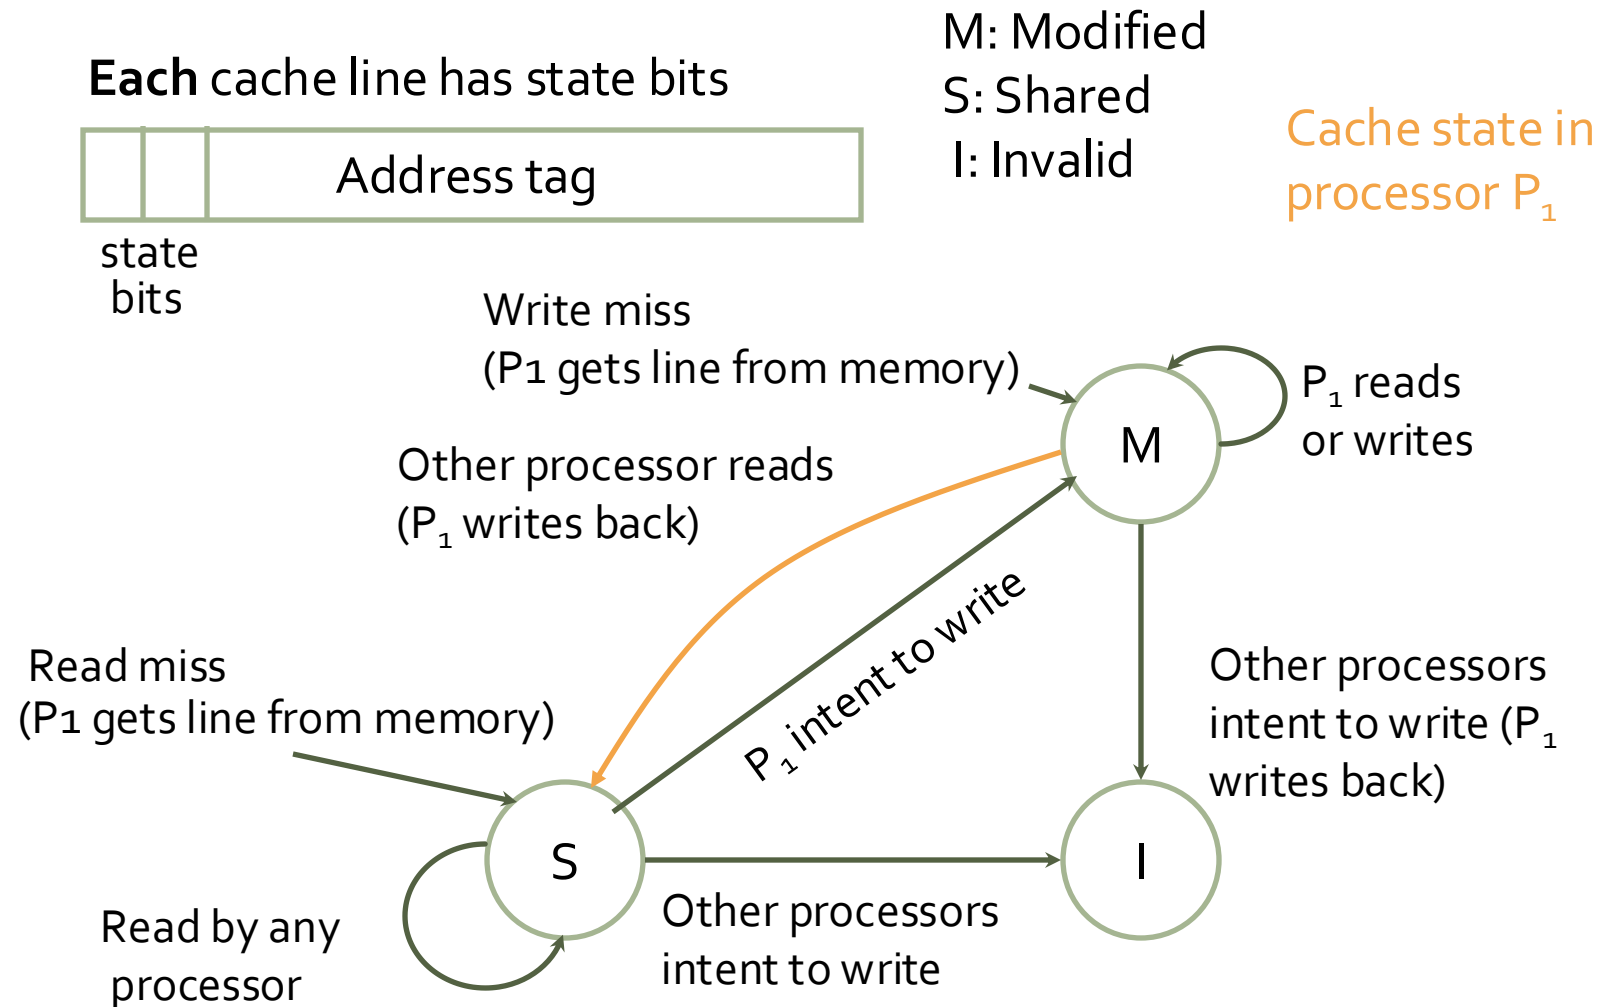 Each cache line has state bits
Address tag
state
bits
M: Modified
S: Shared
I: Invalid
Cache state in
processor P₁
Write miss
(P1 gets line from memory)
M
P₁ reads
or writes
Other processor reads
(P₁ writes back)
P₁ intent to write
Read miss
(P1 gets line from memory)
Other processors
intent to write (P₁
writes back)
S
I
Read by any
processor
Other processors
intent to write